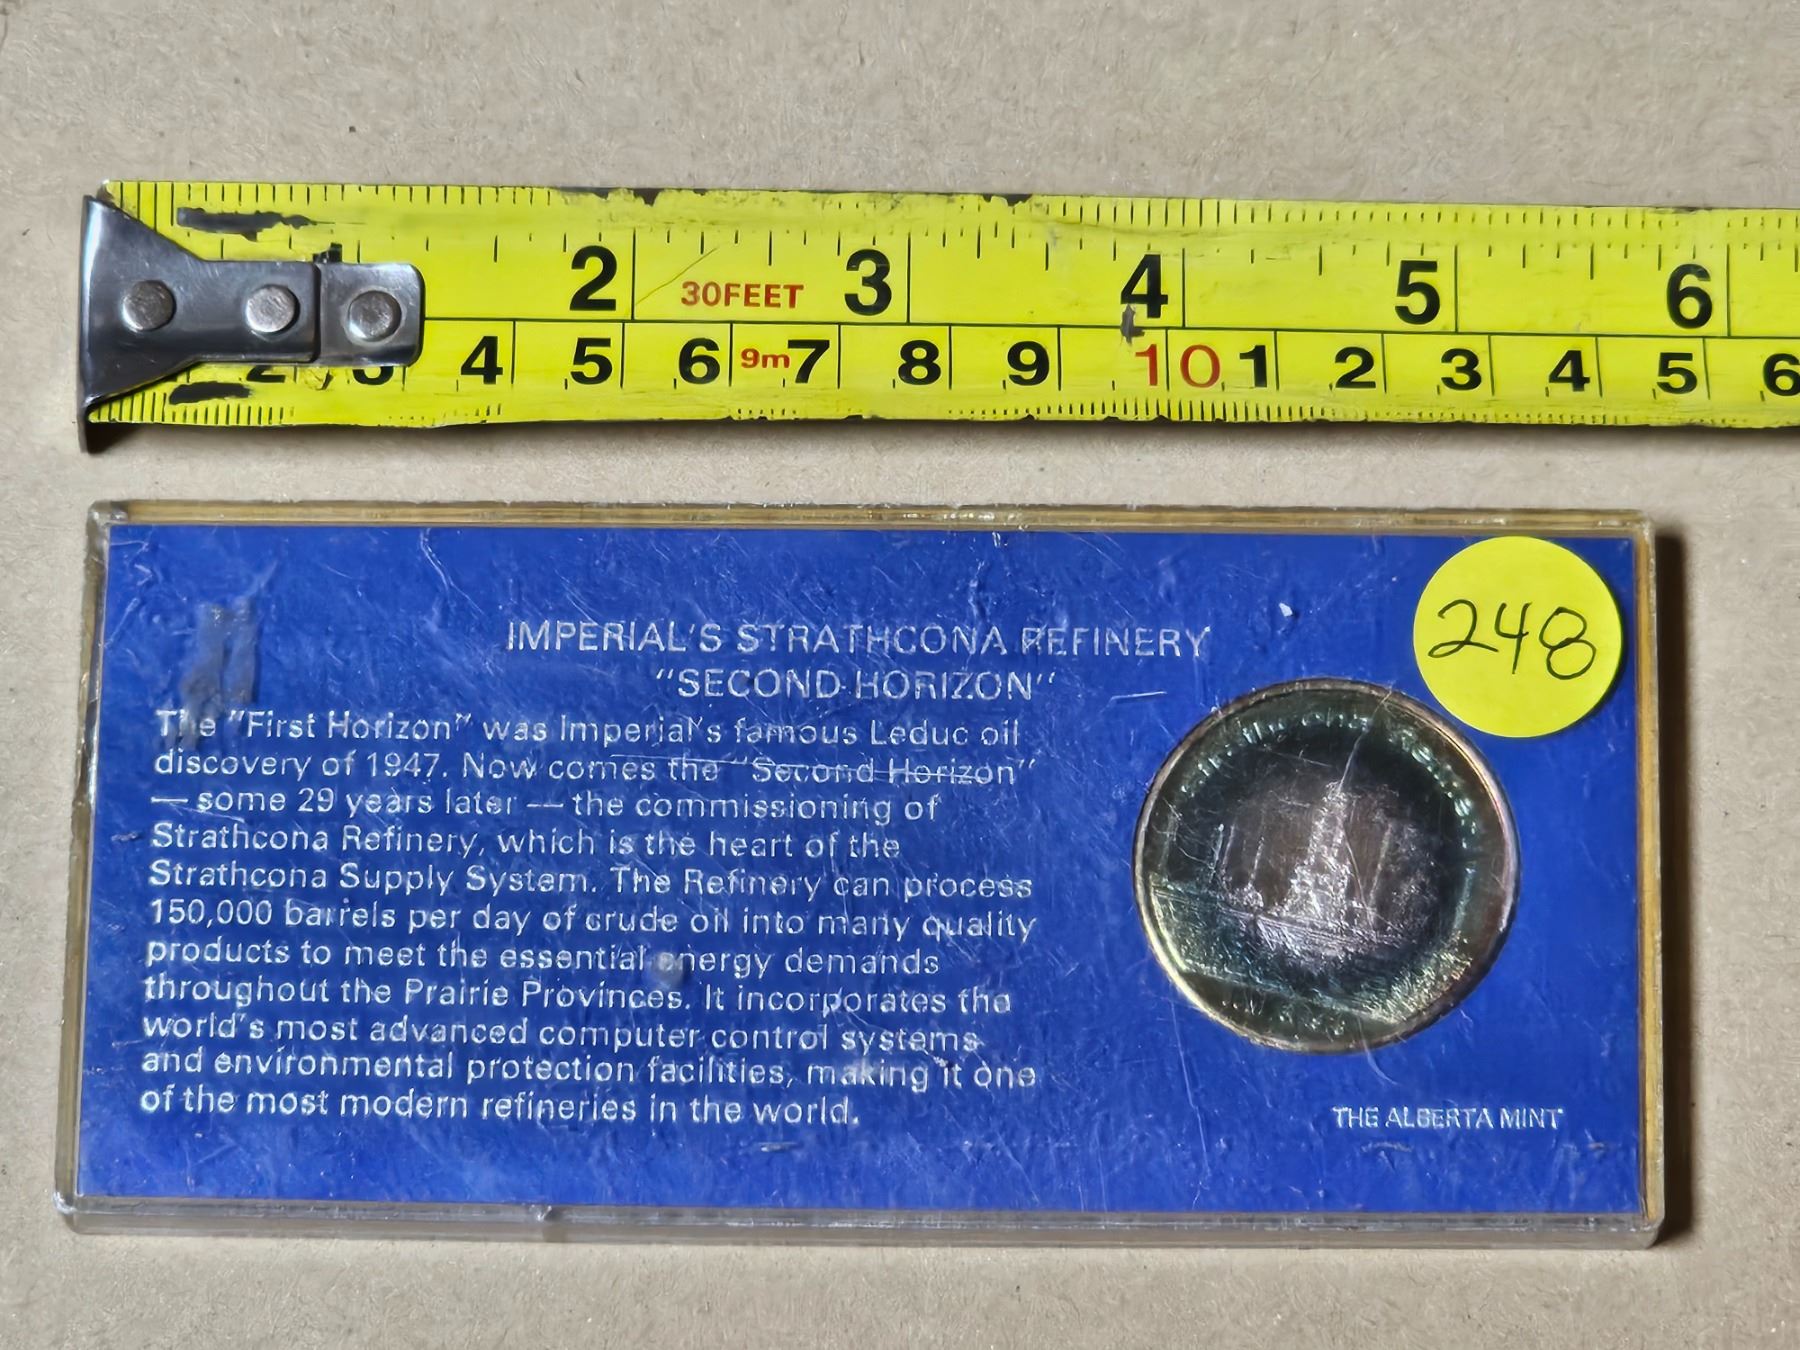 1 2 30FEET 3 4 5 6
2 3 4 5 6 9m 7 8 9 10 1 2 3 4 5 6
248
IMPERIAL'S STRATHCONA REFINERY
"SECOND HORIZON"
The "First Horizon" was Imperial's famous Leduc oil
discovery of 1947. Now comes the "Second Horizon"
— some 29 years later — the commissioning of
Strathcona Refinery, which is the heart of the
Strathcona Supply System. The Refinery can process
150,000 barrels per day of crude oil into many quality
products to meet the essential energy demands
throughout the Prairie Provinces. It incorporates the
world's most advanced computer control systems
and environmental protection facilities, making it one
of the most modern refineries in the world.
Strathcona Refinery
THE ALBERTA MINT